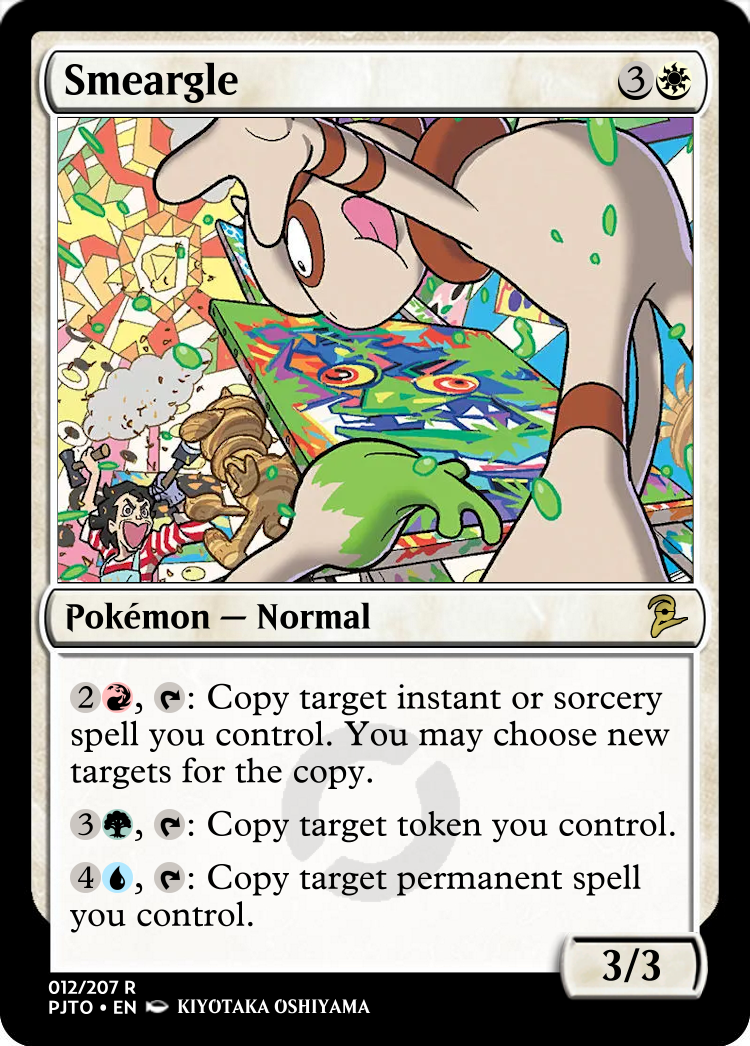 Smeargle 3
Pokémon — Normal
2, : Copy target instant or sorcery
spell you control. You may choose new
targets for the copy.
3, : Copy target token you control.
4, : Copy target permanent spell
you control.
3/3
012/207 R
PJTO • EN KIYOTAKA OSHIYAMA